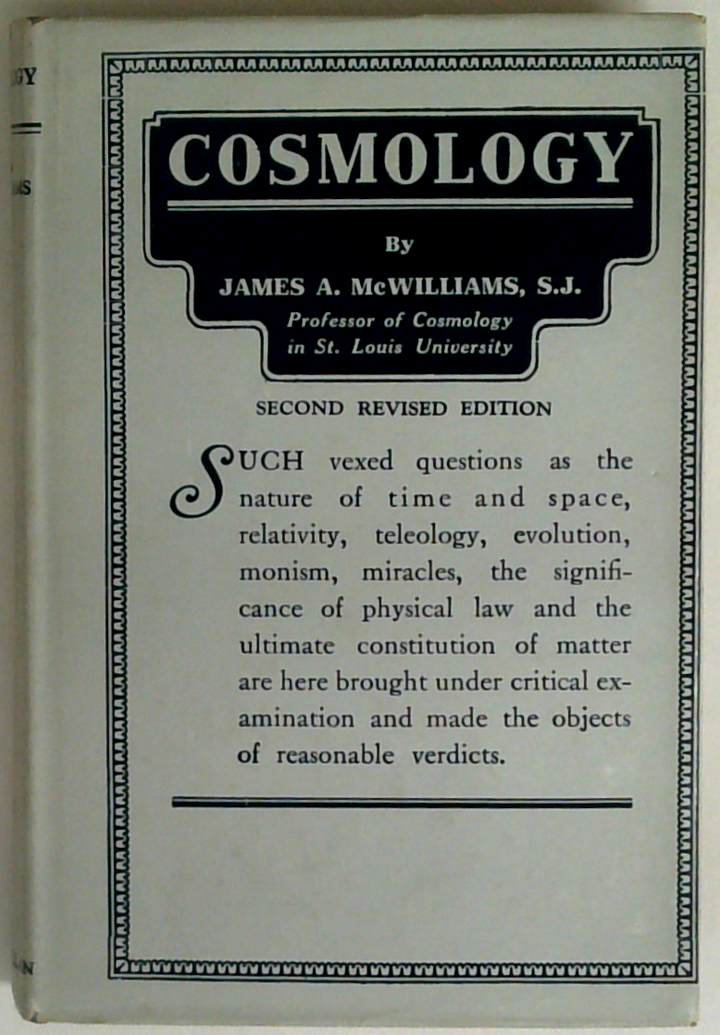 COSMOLOGY
By
JAMES A. McWILLIAMS, S.J.
Professor of Cosmology
in St. Louis University
SECOND REVISED EDITION
SUCH vexed questions as the
nature of time and space,
relativity, teleology, evolution,
monism, miracles, the signifi-
cance of physical law and the
ultimate constitution of matter
are here brought under critical ex-
amination and made the objects
of reasonable verdicts.